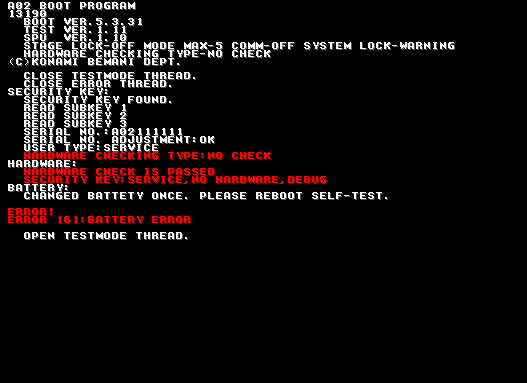 A02 BOOT PROGRAM
13190
BOOT VER.5.3.31
TEST VER.1.11
SPU VER.1.10
STAGE LOCK-OFF MODE MAX-5 COMM-OFF SYSTEM LOCK-WARNING
HARDWARE CHECKING TYPE-NO CHECK
(C)KONAMI BEMANI DEPT.
CLOSE TESTMODE THREAD.
CLOSE ERROR THREAD.
SECURITY KEY:
SECURITY KEY FOUND.
READ SUBKEY 1
READ SUBKEY 2
READ SUBKEY 3
SERIAL NO.:A02111111
SERIAL NO. ADJUSTMENT:OK
USER TYPE:SERVICE
HARDWARE CHECKING TYPE:NO CHECK
HARDWARE:
HARDWARE CHECK IS PASSED
SECURITY KEY:SERVICE,NO HARDWARE,DEBUG
BATTERY:
CHANGED BATTETY ONCE. PLEASE REBOOT SELF-TEST.
ERROR!
ERROR 161:BATTERY ERROR
OPEN TESTMODE THREAD.